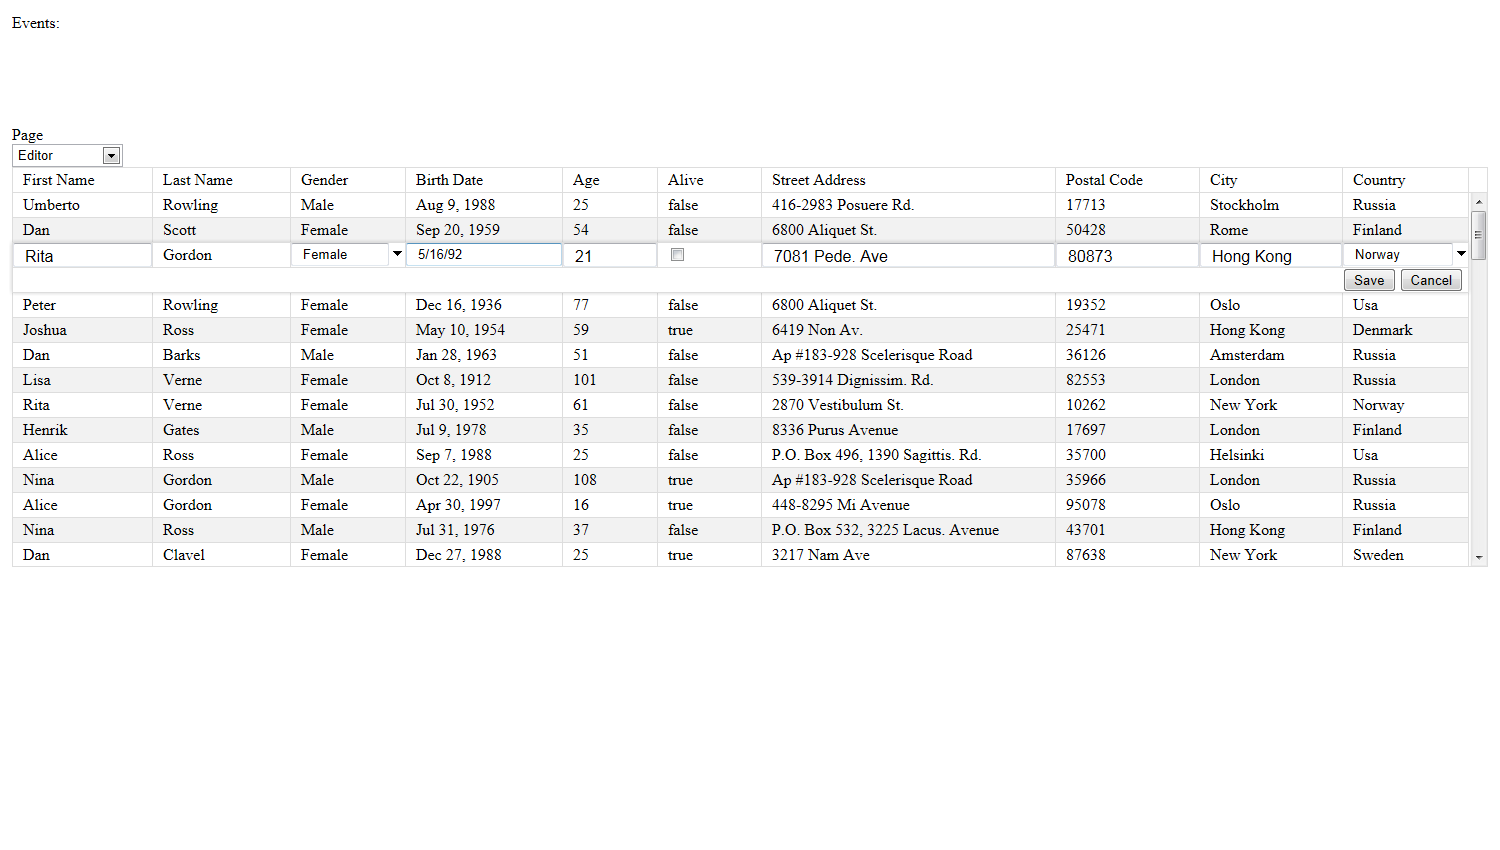 Events:
Page
Editor
First Name Last Name Gender Birth Date Age Alive Street Address Postal Code City Country
Umberto Rowling Male Aug 9, 1988 25 false 416-2983 Posuere Rd. 17713 Stockholm Russia
Dan Scott Female Sep 20, 1959 54 false 6800 Aliquet St. 50428 Rome Finland
Rita Gordon Female 5/16/92 21 7081 Pede. Ave 80873 Hong Kong Norway
Save Cancel
Peter Rowling Female Dec 16, 1936 77 false 6800 Aliquet St. 19352 Oslo Usa
Joshua Ross Female May 10, 1954 59 true 6419 Non Av. 25471 Hong Kong Denmark
Dan Barks Male Jan 28, 1963 51 false Ap #183-928 Scelerisque Road 36126 Amsterdam Russia
Lisa Verne Female Oct 8, 1912 101 false 539-3914 Dignissim. Rd. 82553 London Russia
Rita Verne Female Jul 30, 1952 61 false 2870 Vestibulum St. 10262 New York Norway
Henrik Gates Male Jul 9, 1978 35 false 8336 Purus Avenue 17697 London Finland
Alice Ross Female Sep 7, 1988 25 false P.O. Box 496, 1390 Sagittis. Rd. 35700 Helsinki Usa
Nina Gordon Male Oct 22, 1905 108 true Ap #183-928 Scelerisque Road 35966 London Russia
Alice Gordon Female Apr 30, 1997 16 true 448-8295 Mi Avenue 95078 Oslo Russia
Nina Ross Male Jul 31, 1976 37 false P.O. Box 532, 3225 Lacus. Avenue 43701 Hong Kong Finland
Dan Clavel Female Dec 27, 1988 25 true 3217 Nam Ave 87638 New York Sweden